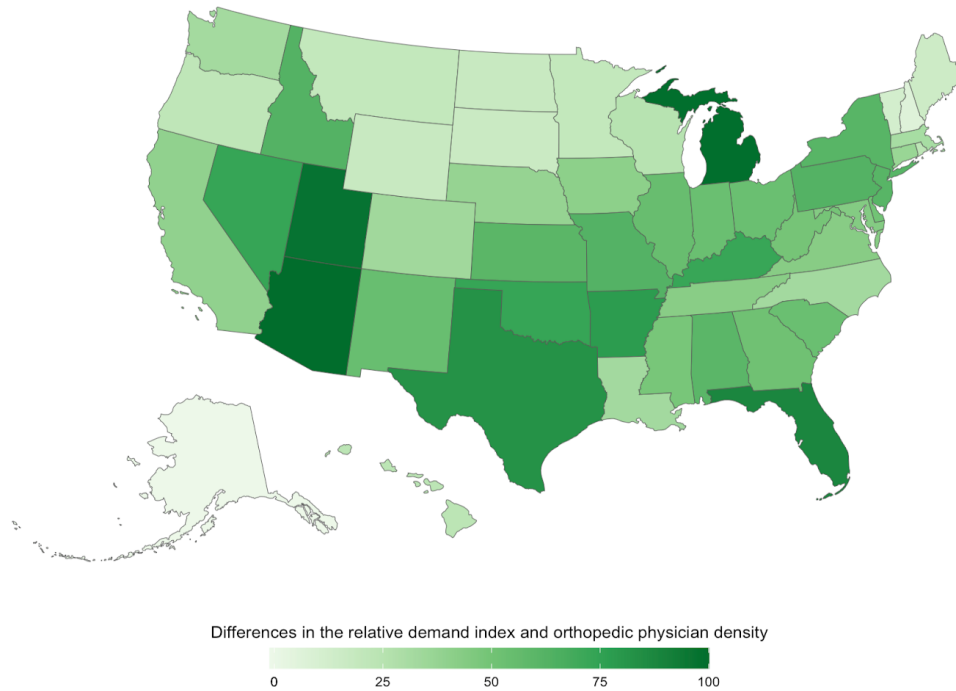 Differences in the relative demand index and orthopedic physician density
0 25 50 75 100